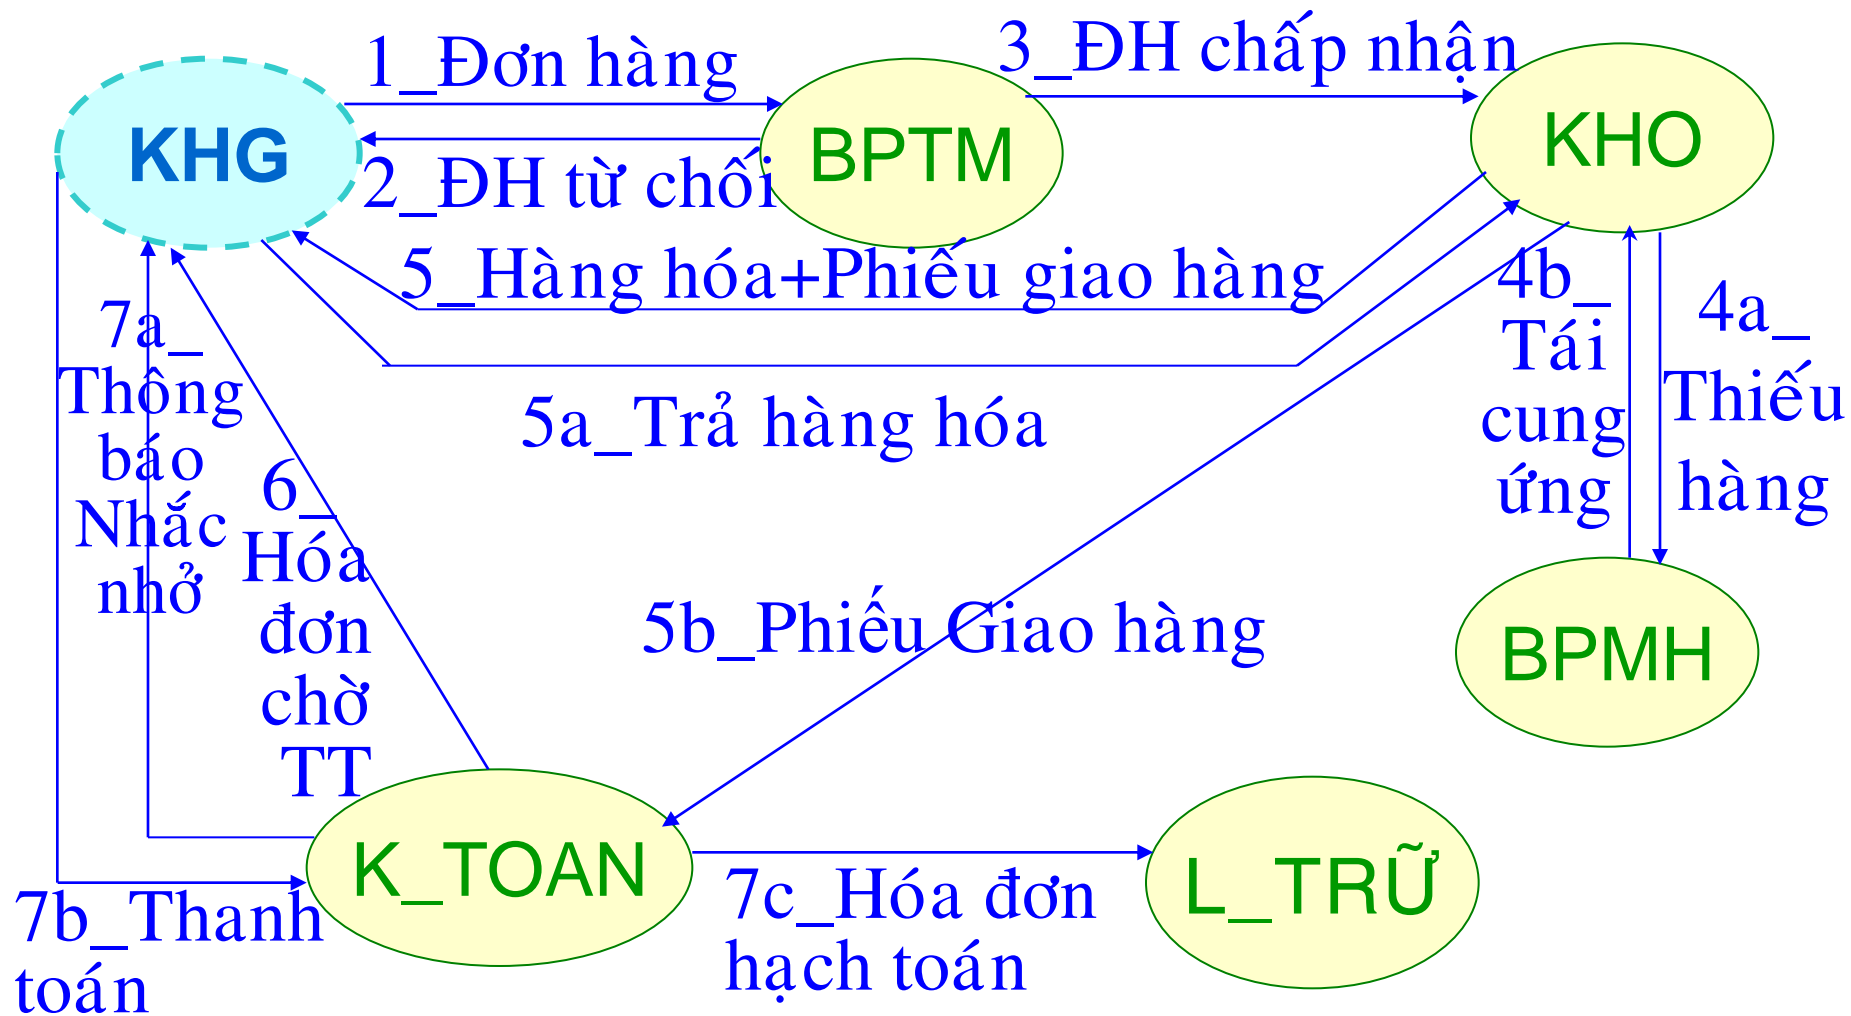 1_Đơn hàng
3_ĐH chấp nhận
KHG
BPTM
KHO
2_ĐH từ chối
5_Hàng hóa+Phiếu giao hàng
5a_Trả hàng hóa
4b_
Tái
cung
ứng
4a_
Thiếu
hàng
7a_
Thông
báo
Nhắc
nhở
6_
Hóa
đơn
chờ
TT
5b_Phiếu Giao hàng
BPMH
K_TOAN
L_TRỮ
7b_Thanh
toán
7c_Hóa đơn
hạch toán